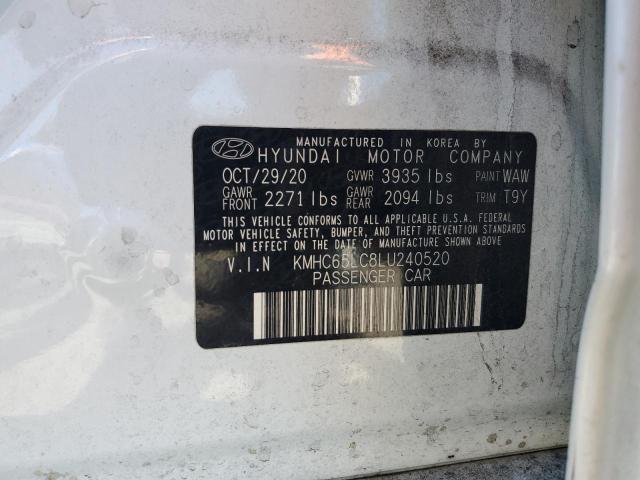 MANUFACTURED IN KOREA BY
HYUNDAI MOTOR COMPANY
OCT/29/20 GVWR 3935 lbs PAINT WAW
GAWR FRONT 2271 lbs GAWR REAR 2094 lbs TRIM T9Y
THIS VEHICLE CONFORMS TO ALL APPLICABLE U.S.A. FEDERAL
MOTOR VEHICLE SAFETY, BUMPER, AND THEFT PREVENTION STANDARDS
IN EFFECT ON THE DATE OF MANUFACTURE SHOWN ABOVE
V.I.N KMHC65LC8LU240520
PASSENGER CAR